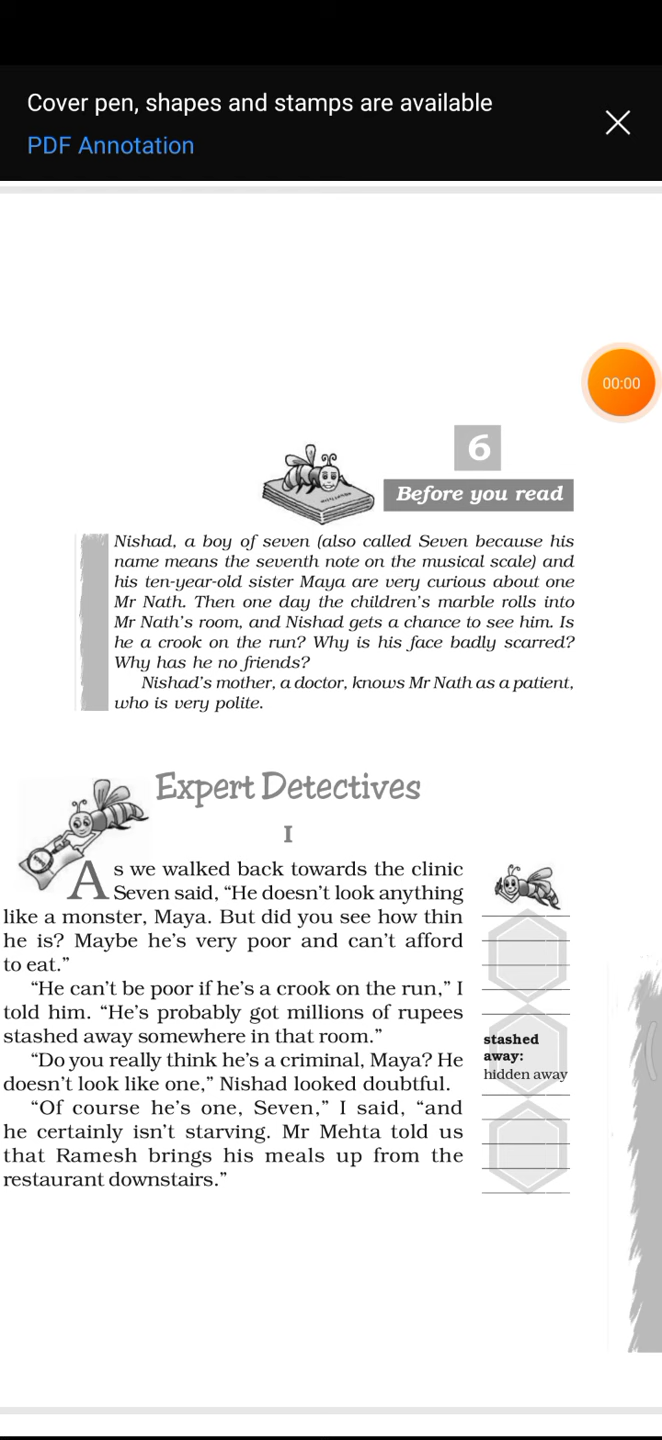 Cover pen, shapes and stamps are available
PDF Annotation
00:00
6
Before you read
Nishad, a boy of seven (also called Seven because his
name means the seventh note on the musical scale) and
his ten-year-old sister Maya are very curious about one
Mr Nath. Then one day the children's marble rolls into
Mr Nath's room, and Nishad gets a chance to see him. Is
he a crook on the run? Why is his face badly scarred?
Why has he no friends?
Nishad's mother, a doctor, knows Mr Nath as a patient,
who is very polite.
Expert Detectives
I
As we walked back towards the clinic
Seven said, “He doesn't look anything
like a monster, Maya. But did you see how thin
he is? Maybe he's very poor and can't afford
to eat.”
“He can't be poor if he's a crook on the run,” I
told him. “He's probably got millions of rupees
stashed away somewhere in that room.”
“Do you really think he's a criminal, Maya? He
doesn't look like one,” Nishad looked doubtful.
“Of course he's one, Seven,” I said, “and
he certainly isn't starving. Mr Mehta told us
that Ramesh brings his meals up from the
restaurant downstairs.”
stashed
away:
hidden away